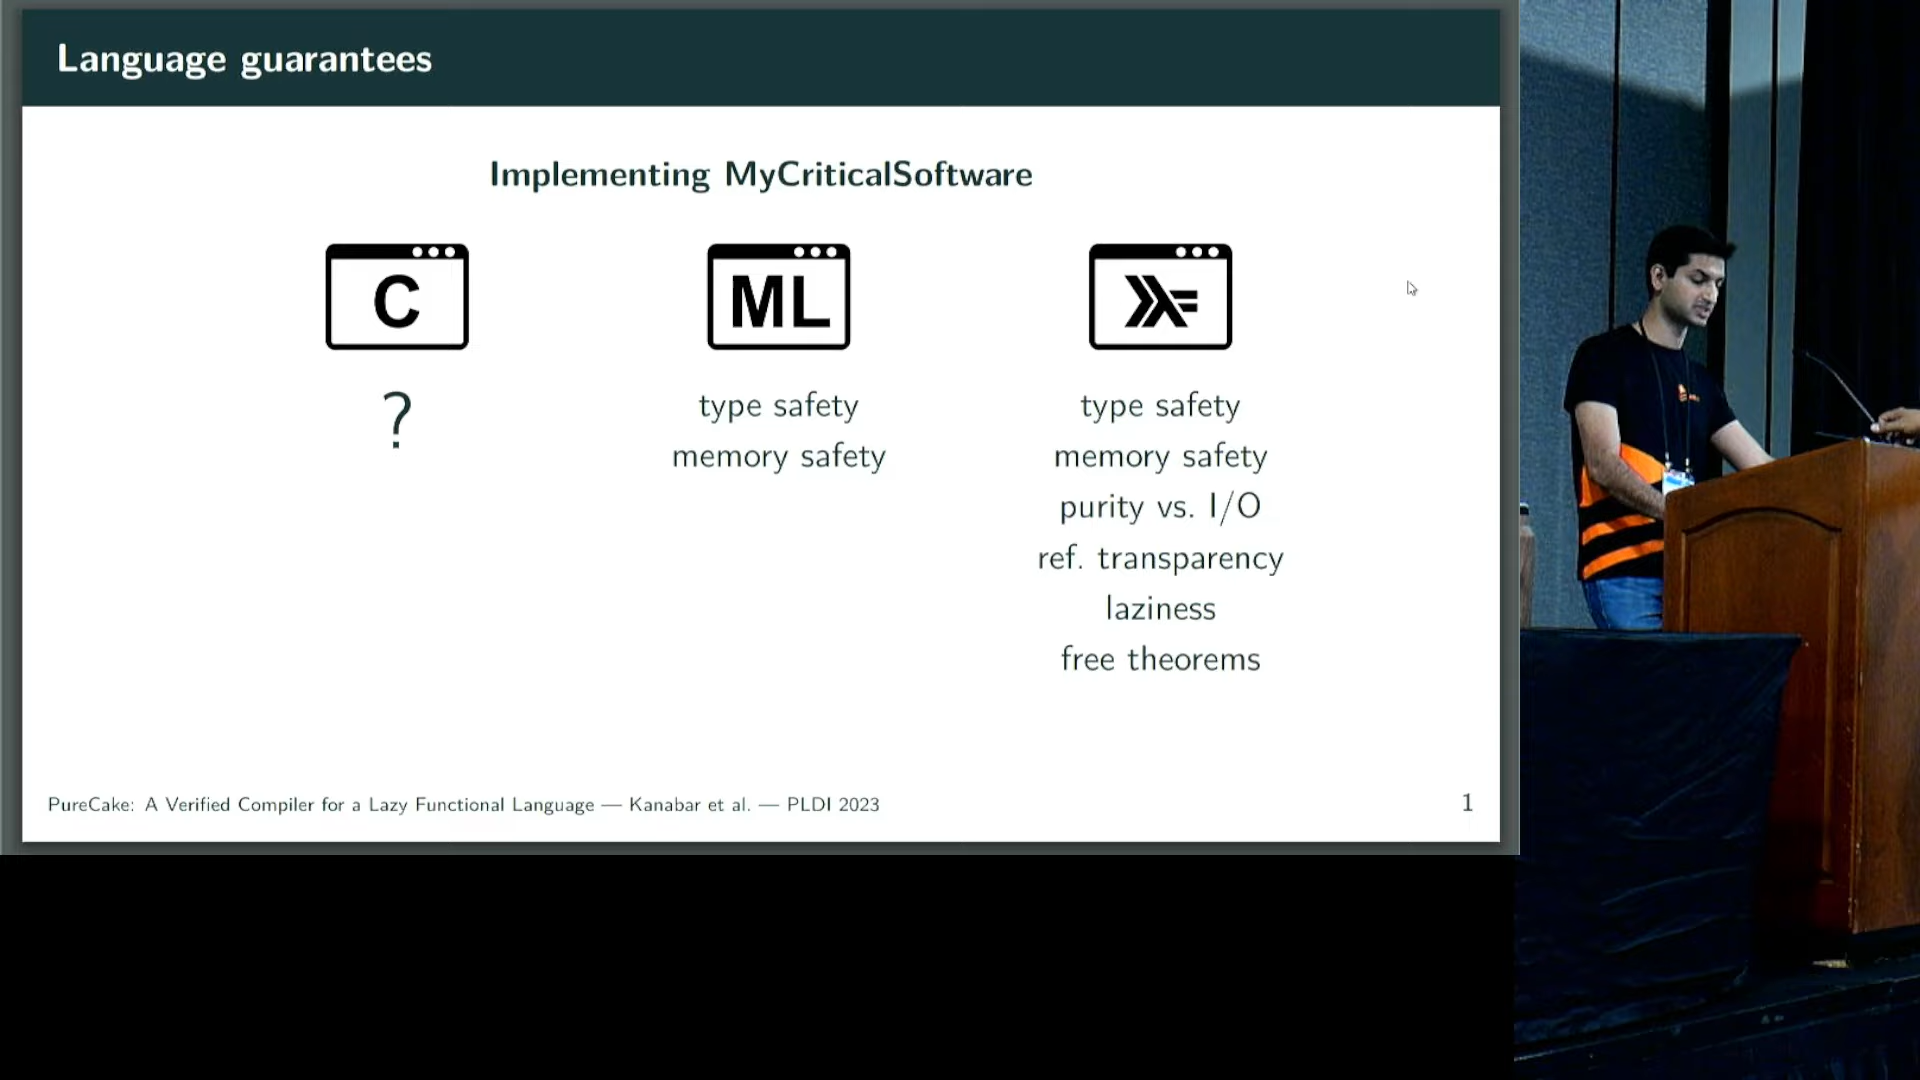 Language guarantees
Implementing MyCriticalSoftware
C
ML
?
type safety
memory safety
type safety
memory safety
purity vs. I/O
ref. transparency
laziness
free theorems
PureCake: A Verified Compiler for a Lazy Functional Language — Kanabar et al. — PLDI 2023
1